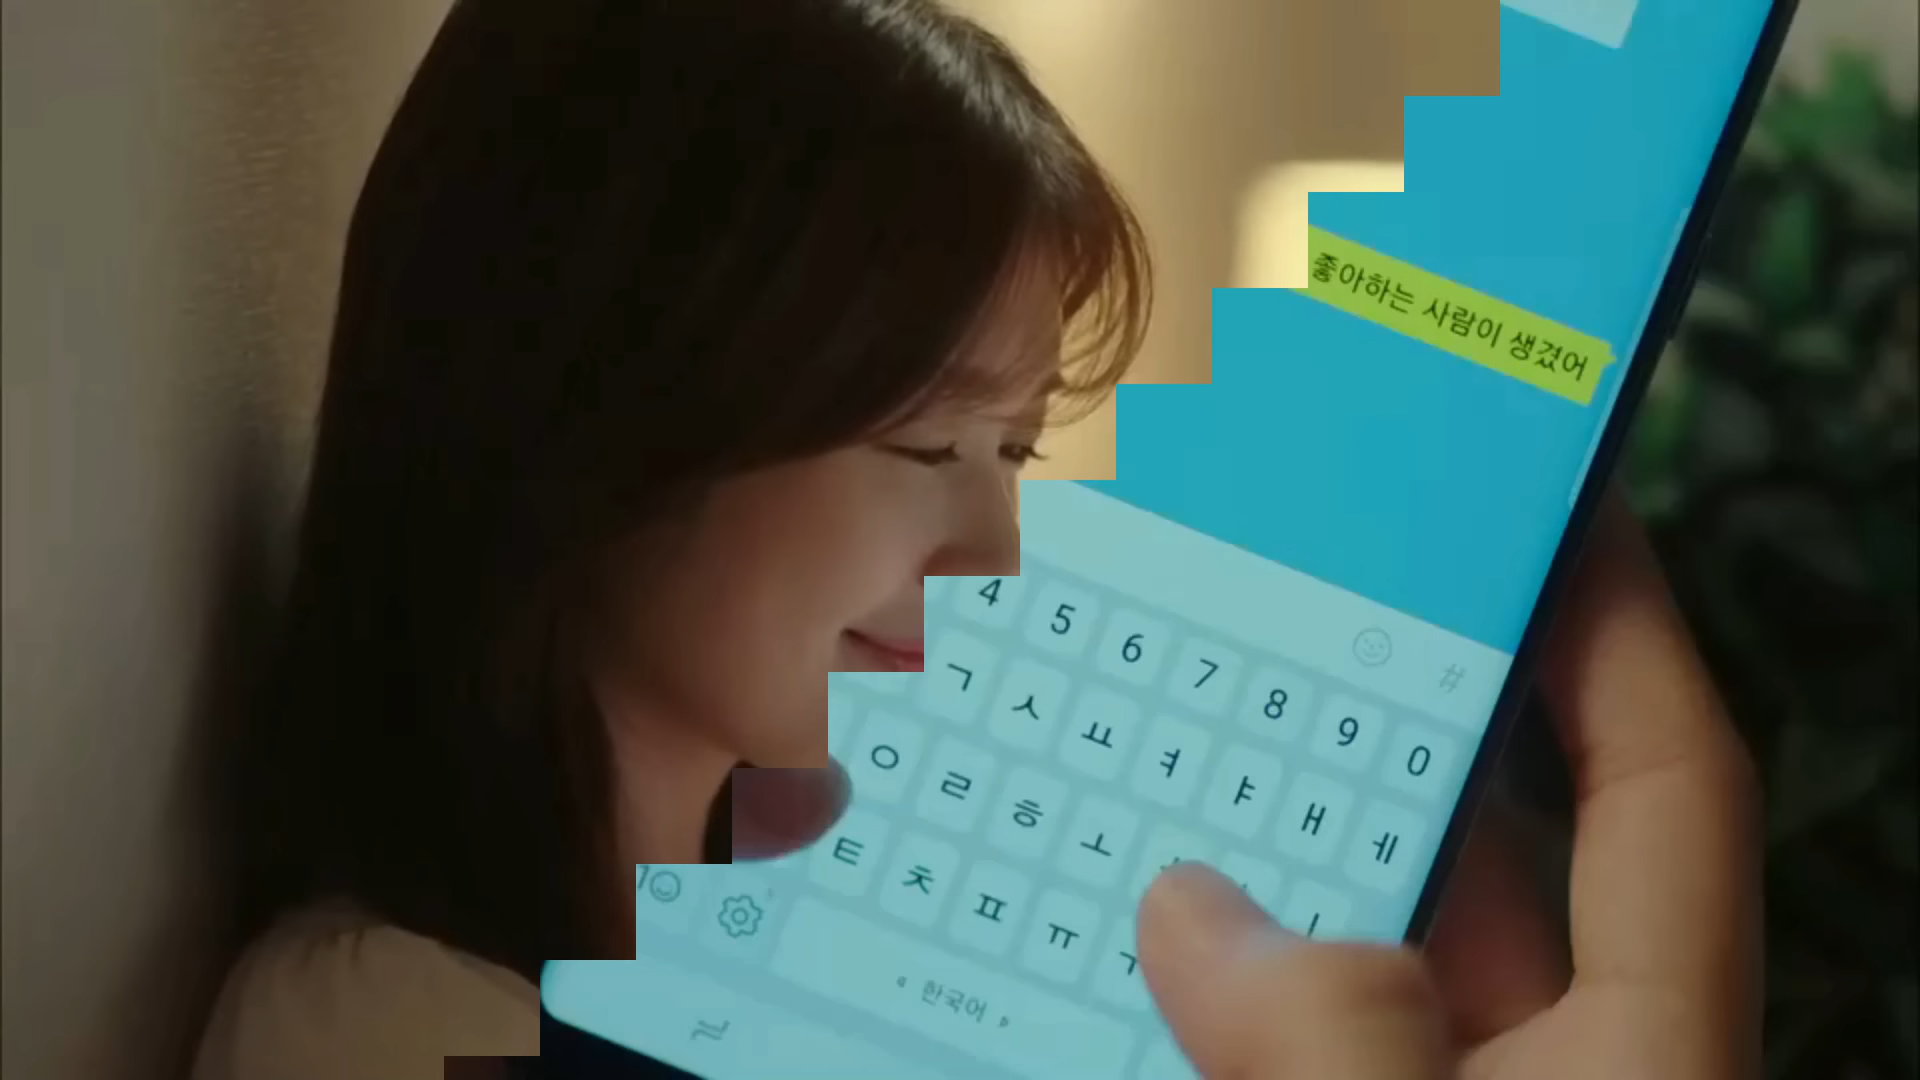 좋아하는 사람이 생겼어
#
4 5 6 7 8 9 0
ㄱ ㅅ ㅛ ㅕ ㅑ ㅐ ㅔ
ㅇ ㄹ ㅎ ㅗ ㅣ
ㅌ ㅊ ㅍ ㅠ ㅜ
한국어